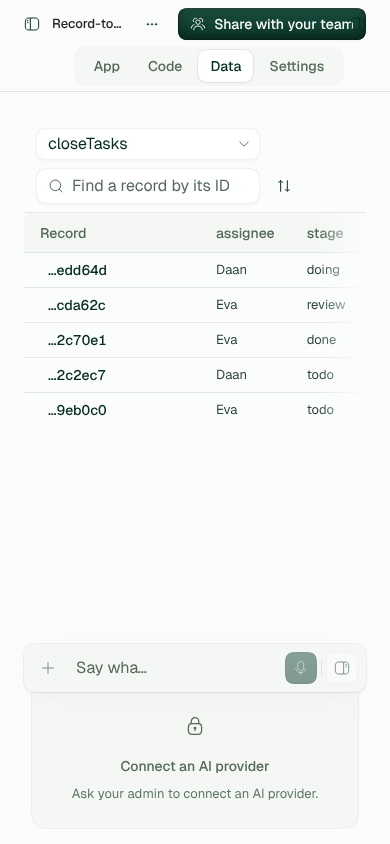 Record-to...
Share with your team
App Code Data Settings
closeTasks
Find a record by its ID
Record assignee stage
...edd64d Daan doing
...cda62c Eva review
...2c70e1 Eva done
...2c2ec7 Daan todo
...9eb0c0 Eva todo
Say wha...
Connect an AI provider
Ask your admin to connect an AI provider.